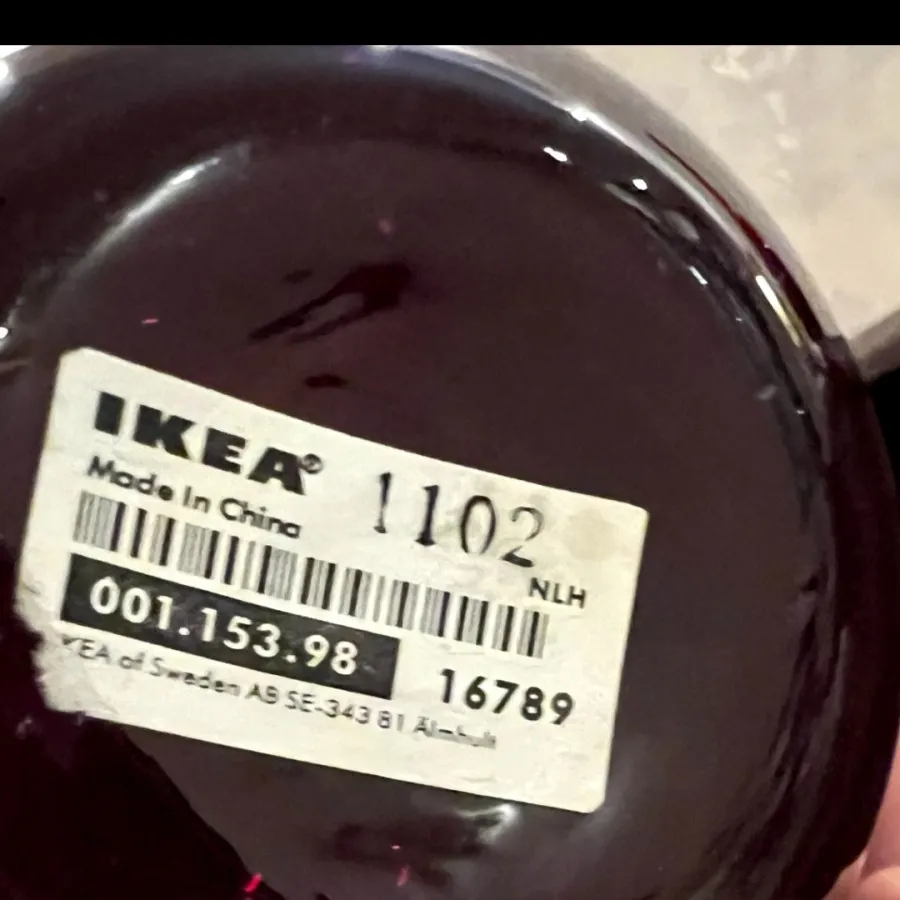 IKEA®
Made In China
1102
NLH
001.153.98
16789
KEA of Sweden AB SE-343 81 Älmhult